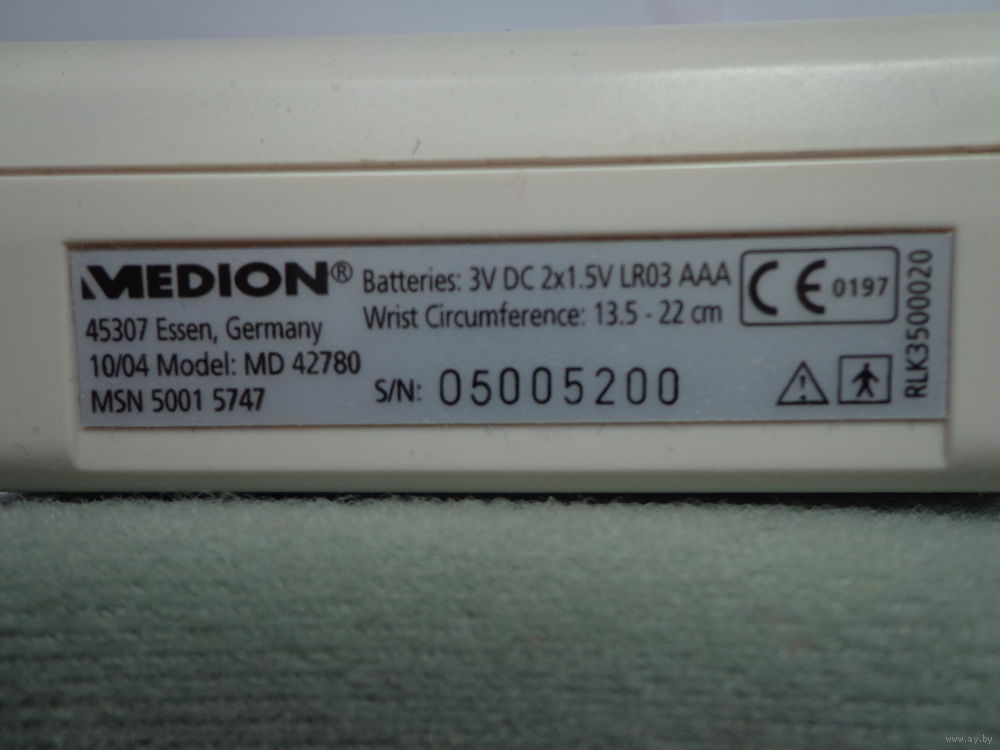 MEDION®
45307 Essen, Germany
10/04 Model: MD 42780
MSN 5001 5747
Batteries: 3V DC 2x1.5V LR03 AAA
Wrist Circumference: 13.5 - 22 cm
S/N: 05005200
CE 0197
RLK3500020
www.ay.by